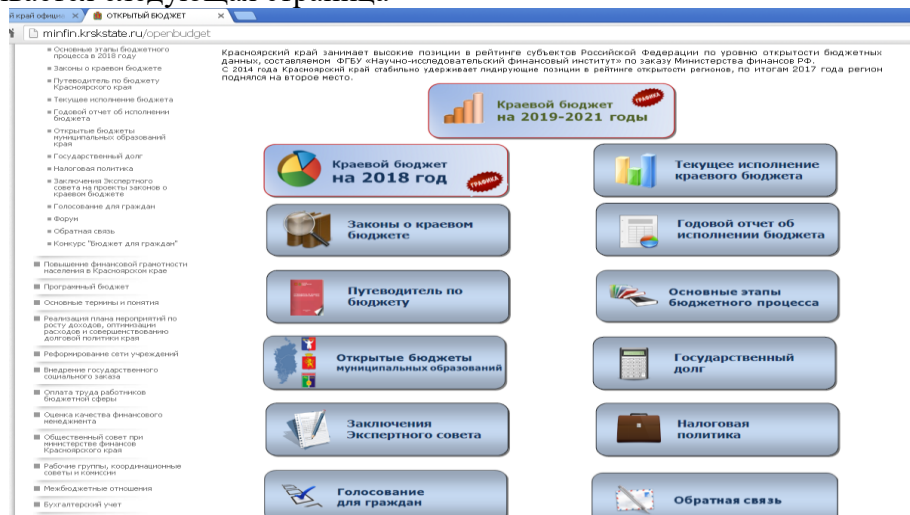 й край официа
ОТКРЫТЫЙ БЮДЖЕТ
minfin.krskstate.ru/openbudget
Основные этапы бюджетного
процесса в 2018 году
Законы о краевом бюджете
Путеводитель по бюджету
Красноярского края
Текущее исполнение бюджета
Годовой отчет об исполнении
бюджета
Открытые бюджеты
муниципальных образований
края
Государственный долг
Налоговая политика
Заключения Экспертного
совета на проекты законов о
краевом бюджете
Голосование для граждан
Форум
Обратная связь
Конкурс "Бюджет для граждан"
Повышение финансовой грамотности
населения в Красноярском крае
Программный бюджет
Основные термины и понятия
Реализация плана мероприятий по
росту доходов, оптимизации
расходов и совершенствованию
долговой политики края
Реформирование сети учреждений
Внедрение государственного
социального заказа
Оплата труда работников
бюджетной сферы
Оценка качества финансового
менеджмента
Общественный совет при
министерстве финансов
Красноярского края
Рабочие группы, координационные
советы и комиссии
Межбюджетные отношения
Бухгалтерский учет
Красноярский край занимает высокие позиции в рейтинге субъектов Российской Федерации по уровню открытости бюджетных
данных, составляемом ФГБУ «Научно-исследовательский финансовый институт» по заказу Министерства финансов РФ.
С 2014 года Красноярский край стабильно удерживает лидирующие позиции в рейтинге открытости регионов, по итогам 2017 года регион
поднялся на второе место.
Краевой бюджет
на 2019-2021 годы
ГРАФИКА
Краевой бюджет
на 2018 год
ГРАФИКА
Текущее исполнение
краевого бюджета
Законы о краевом
бюджете
Годовой отчет об
исполнении бюджета
Путеводитель по
бюджету
Основные этапы
бюджетного процесса
Открытые бюджеты
муниципальных образований
Государственный
долг
Заключения
Экспертного совета
Налоговая
политика
Голосование
для граждан
Обратная связь